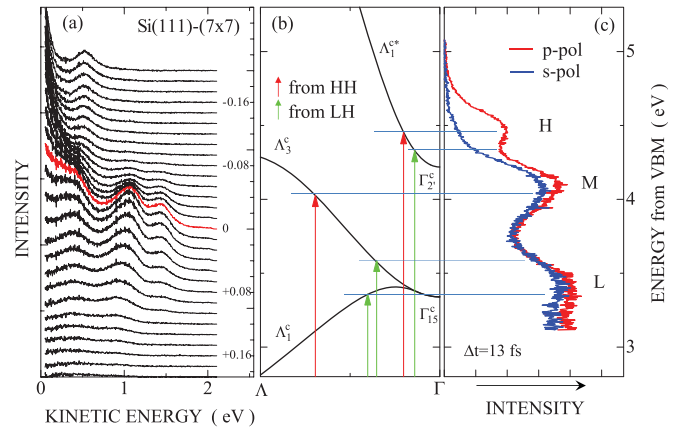 (a) Si(111)-(7x7)
-0.16
-0.08
0
+0.08
+0.16
INTENSITY
0 1 2
KINETIC ENERGY ( eV)
(b)
Λ₁ᶜ*
from HH
from LH
Λ₃ᶜ
Γ₂'ᶜ
Γ₁₅ᶜ
Λ₁ᶜ
Λ Γ
(c)
p-pol
s-pol
H
M
L
Δt=13 fs
INTENSITY
5
4
3
ENERGY from VBM ( eV)